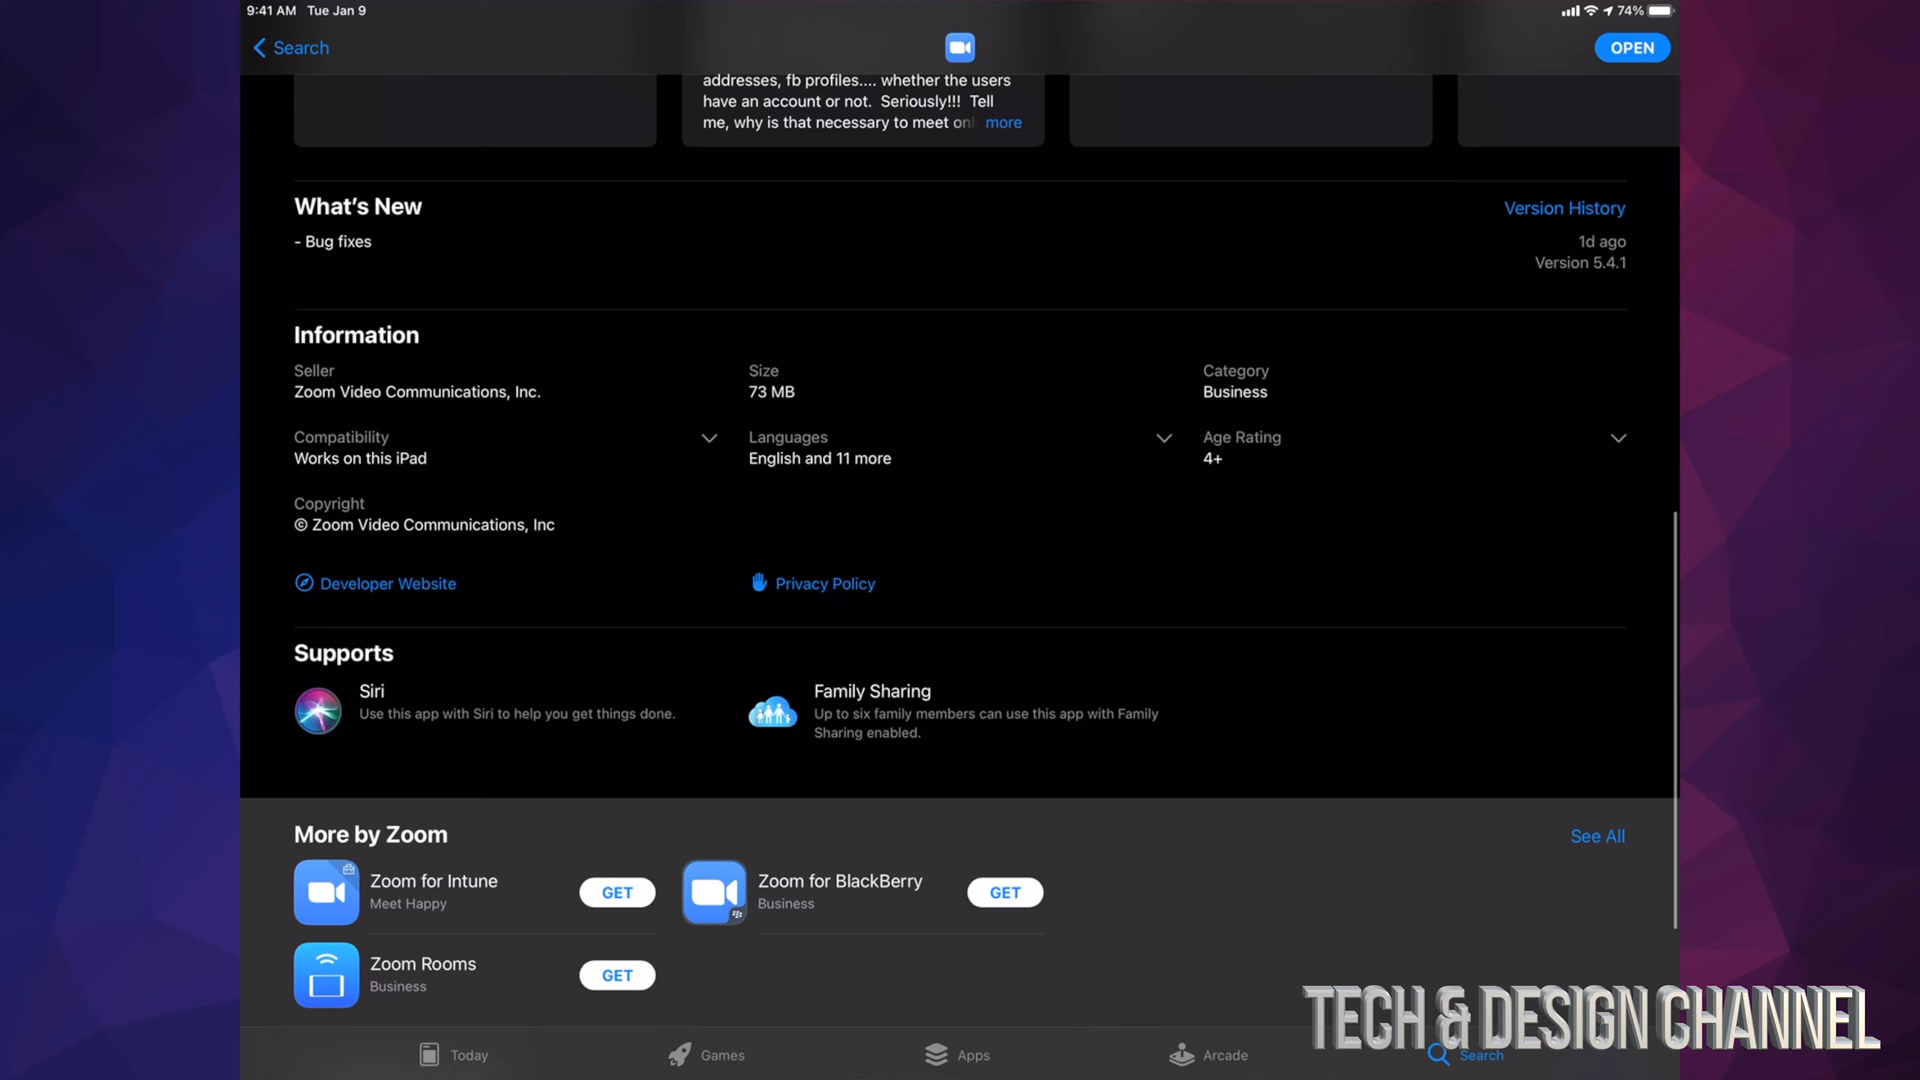 9:41 AM Tue Jan 9
74%
Search
OPEN
addresses, fb profiles.... whether the users
have an account or not. Seriously!!! Tell
me, why is that necessary to meet onl more
What's New
Version History
- Bug fixes
1d ago
Version 5.4.1
Information
Seller
Zoom Video Communications, Inc.
Size
73 MB
Category
Business
Compatibility
Works on this iPad
Languages
English and 11 more
Age Rating
4+
Copyright
© Zoom Video Communications, Inc
Developer Website
Privacy Policy
Supports
Siri
Use this app with Siri to help you get things done.
Family Sharing
Up to six family members can use this app with Family
Sharing enabled.
More by Zoom
See All
Zoom for Intune
Meet Happy
GET
Zoom for BlackBerry
Business
GET
Zoom Rooms
Business
GET
TECH & DESIGN CHANNEL
Today
Games
Apps
Arcade
Search